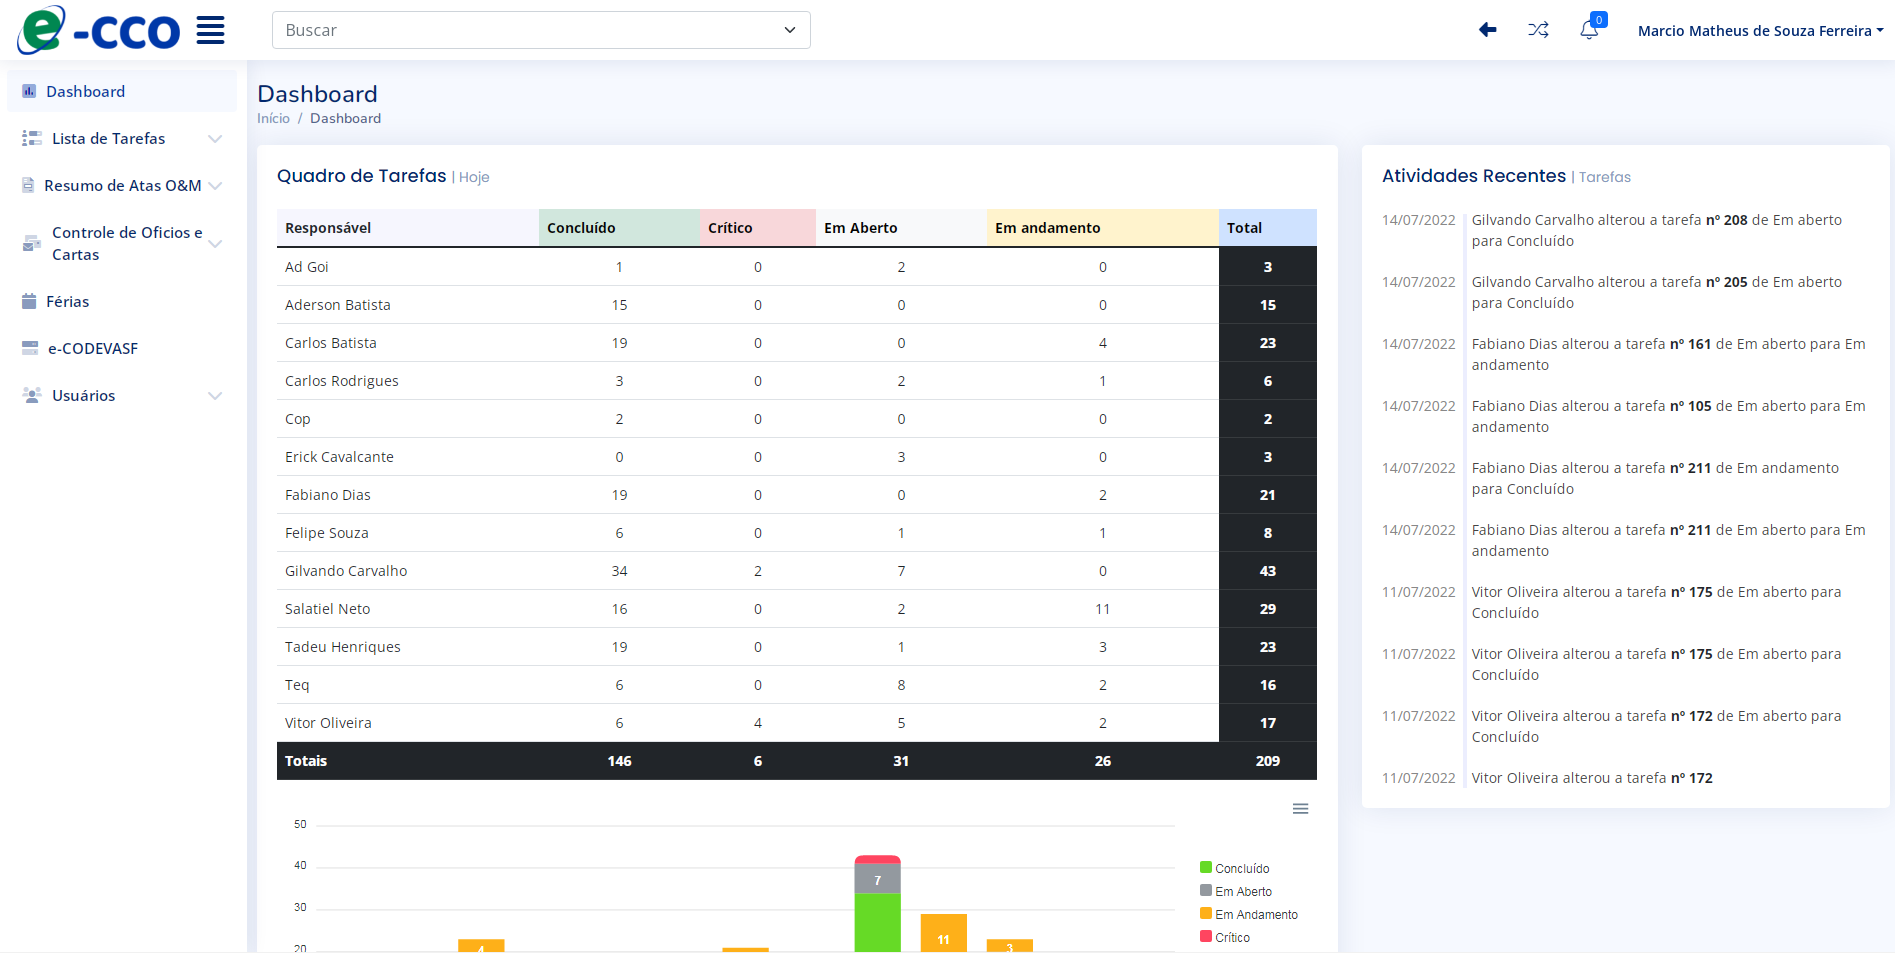 e-cco
Buscar
0
Marcio Matheus de Souza Ferreira
Dashboard
Lista de Tarefas
Resumo de Atas O&M
Controle de Oficios e
Cartas
Férias
e-CODEVASF
Usuários
Dashboard
Início / Dashboard
Quadro de Tarefas | Hoje
Responsável Concluído Crítico Em Aberto Em andamento Total
Ad Goi 1 0 2 0 3
Aderson Batista 15 0 0 0 15
Carlos Batista 19 0 0 4 23
Carlos Rodrigues 3 0 2 1 6
Cop 2 0 0 0 2
Erick Cavalcante 0 0 3 0 3
Fabiano Dias 19 0 0 2 21
Felipe Souza 6 0 1 1 8
Gilvando Carvalho 34 2 7 0 43
Salatiel Neto 16 0 2 11 29
Tadeu Henriques 19 0 1 3 23
Teq 6 0 8 2 16
Vitor Oliveira 6 4 5 2 17
Totais 146 6 31 26 209
50
40
30
20
4
7
11
3
Concluído
Em Aberto
Em Andamento
Crítico
Atividades Recentes | Tarefas
14/07/2022 Gilvando Carvalho alterou a tarefa nº 208 de Em aberto
para Concluído
14/07/2022 Gilvando Carvalho alterou a tarefa nº 205 de Em aberto
para Concluído
14/07/2022 Fabiano Dias alterou a tarefa nº 161 de Em aberto para Em
andamento
14/07/2022 Fabiano Dias alterou a tarefa nº 105 de Em aberto para Em
andamento
14/07/2022 Fabiano Dias alterou a tarefa nº 211 de Em andamento
para Concluído
14/07/2022 Fabiano Dias alterou a tarefa nº 211 de Em aberto para Em
andamento
11/07/2022 Vitor Oliveira alterou a tarefa nº 175 de Em aberto para
Concluído
11/07/2022 Vitor Oliveira alterou a tarefa nº 175 de Em aberto para
Concluído
11/07/2022 Vitor Oliveira alterou a tarefa nº 172 de Em aberto para
Concluído
11/07/2022 Vitor Oliveira alterou a tarefa nº 172